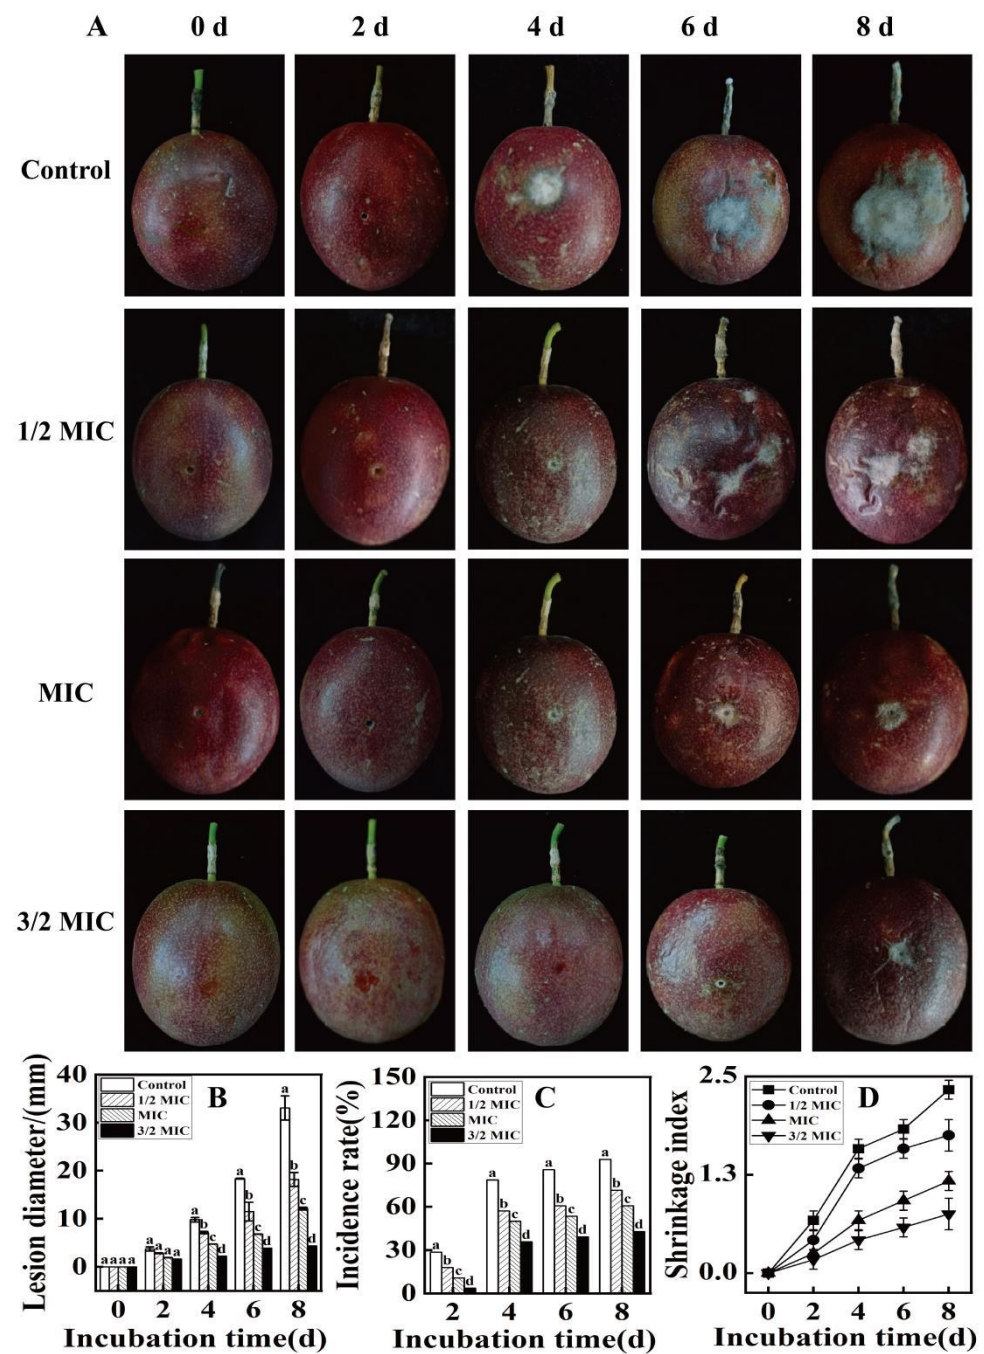 A 0 d 2 d 4 d 6 d 8 d
Control
1/2 MIC
MIC
3/2 MIC
B
Lesion diameter/(mm)
40
30
20
10
0
Control
1/2 MIC
MIC
3/2 MIC
a a a a
a a a a
a b c d
a b c d
a b c d
0 2 4 6 8
Incubation time(d)
C
Incidence rate(%)
150
120
90
60
30
0
Control
1/2 MIC
MIC
3/2 MIC
a b c d
a b c d
a b c d
a b c d
2 4 6 8
Incubation time(d)
D
Shrinkage index
2.5
1.3
0.0
Control
1/2 MIC
MIC
3/2 MIC
0 2 4 6 8
Incubation time(d)